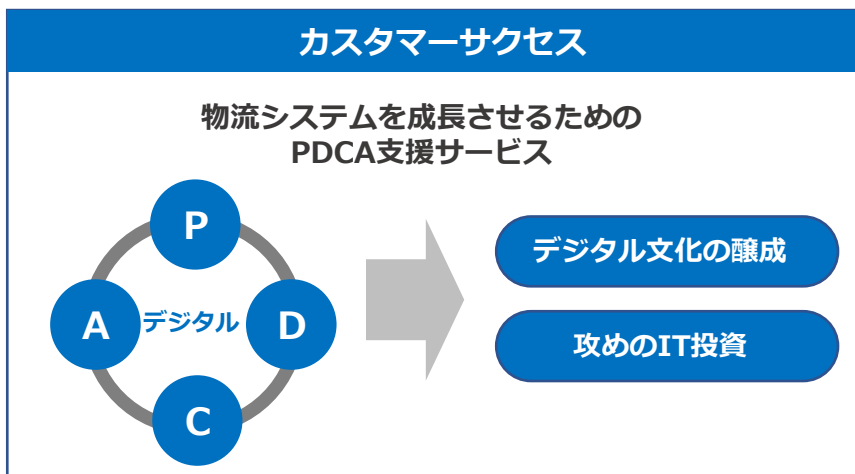 カスタマーサクセス
物流システムを成長させるための
PDCA支援サービス
P
A
デジタル
D
C
デジタル文化の醸成
攻めのIT投資